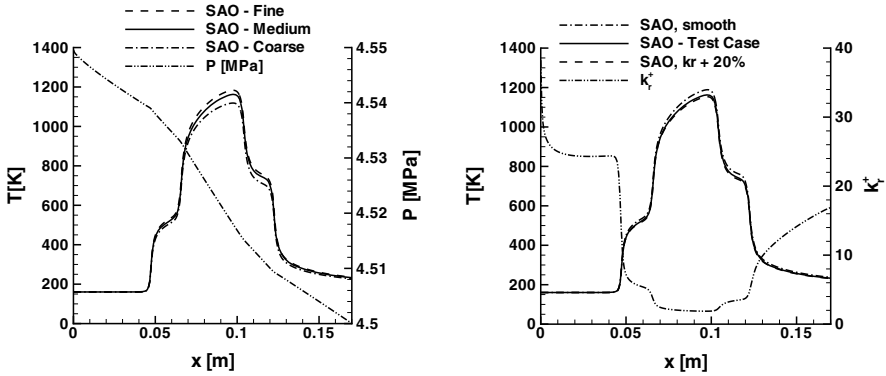 SAO - Fine
SAO - Medium
SAO - Coarse
P [MPa]
1400
1200
1000
800
600
400
200
0
T[K]
4.55
4.54
4.53
4.52
4.51
4.5
P [MPa]
0
0.05
0.1
0.15
x [m]
SAO, smooth
SAO - Test Case
SAO, kr + 20%
k_r^+
1400
1200
1000
800
600
400
200
0
T[K]
40
30
20
10
0
k_r^+
0
0.05
0.1
0.15
x [m]